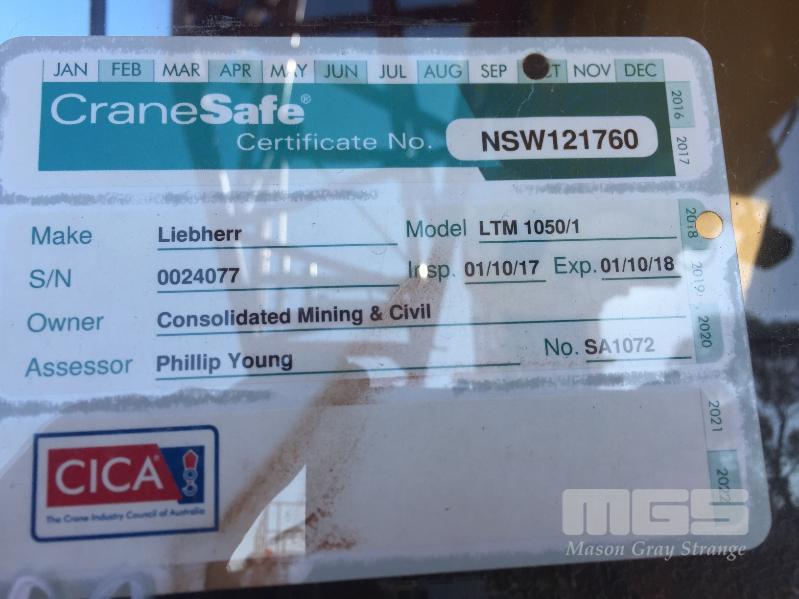 JAN FEB MAR APR MAY JUN JUL AUG SEP NOV DEC
CraneSafe®
Certificate No. NSW121760
2016
2017
2018
2019
2020
2021
2022
Make Liebherr Model LTM 1050/1
S/N 0024077 Insp. 01/10/17 Exp. 01/10/18
Owner Consolidated Mining & Civil
Assessor Phillip Young No. SA1072
CICA
The Crane Industry Council of Australia
MGS
Mason Gray Strange